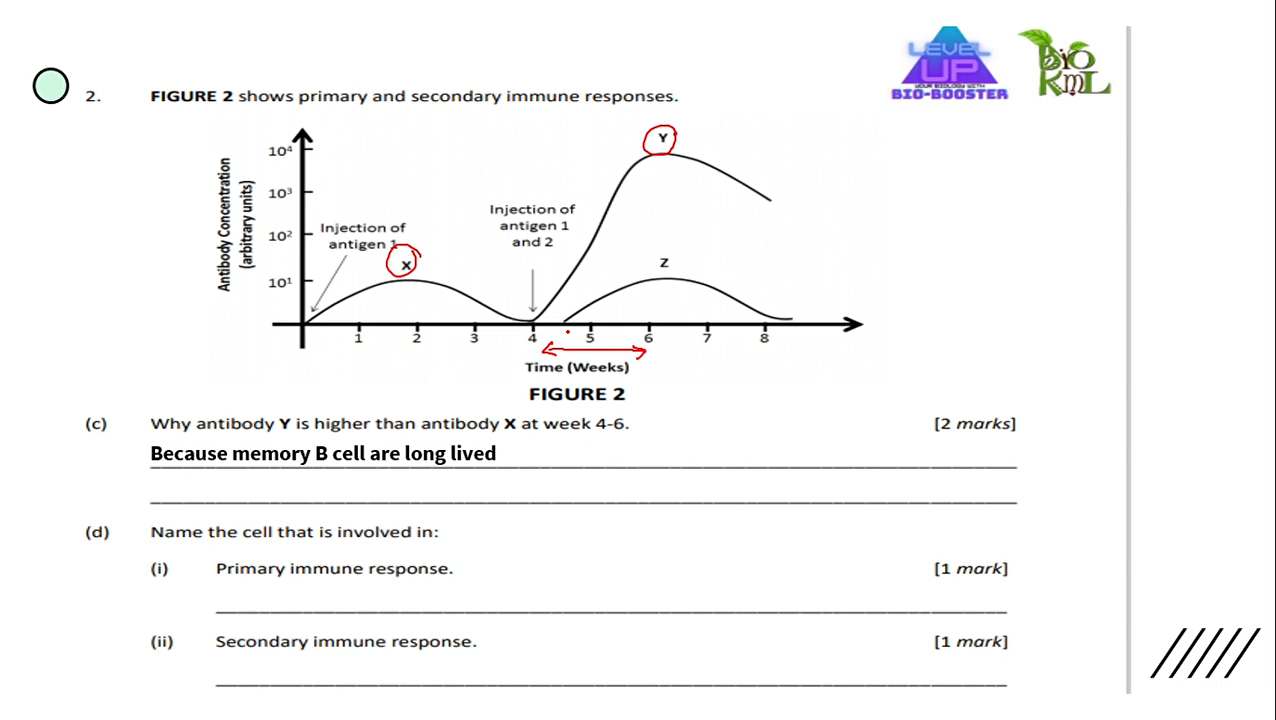 LEVEL
UP
YOUR BIOLOGY WITH
BIO-BOOSTER
BiO
KmL
2. FIGURE 2 shows primary and secondary immune responses.
Antibody Concentration
(arbitrary units)
10⁴
10³
10²
10¹
Injection of
antigen 1
X
Injection of
antigen 1
and 2
Y
Z
1 2 3 4 5 6 7 8
Time (Weeks)
FIGURE 2
(c) Why antibody Y is higher than antibody X at week 4-6. [2 marks]
Because memory B cell are long lived
(d) Name the cell that is involved in:
(i) Primary immune response. [1 mark]
(ii) Secondary immune response. [1 mark]